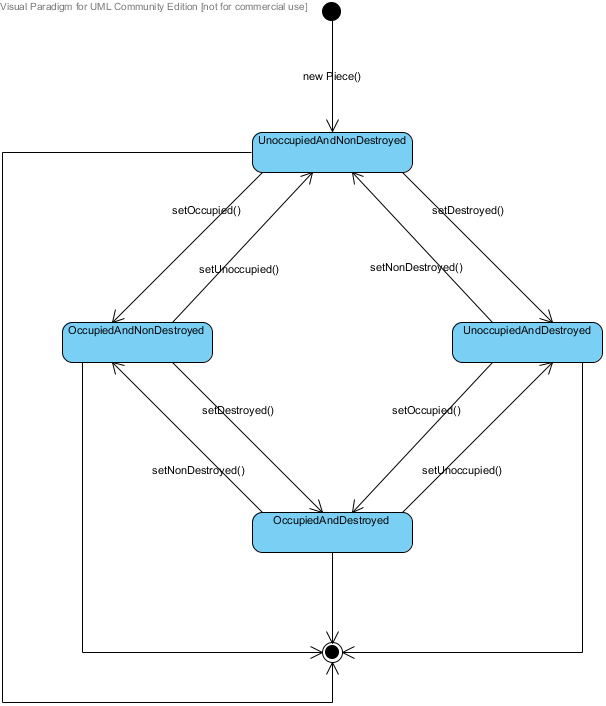 Visual Paradigm for UML Community Edition [not for commercial use]
new Piece()
UnoccupiedAndNonDestroyed
setOccupied()
setDestroyed()
setUnoccupied()
setNonDestroyed()
OccupiedAndNonDestroyed
UnoccupiedAndDestroyed
setDestroyed()
setOccupied()
setNonDestroyed()
setUnoccupied()
OccupiedAndDestroyed